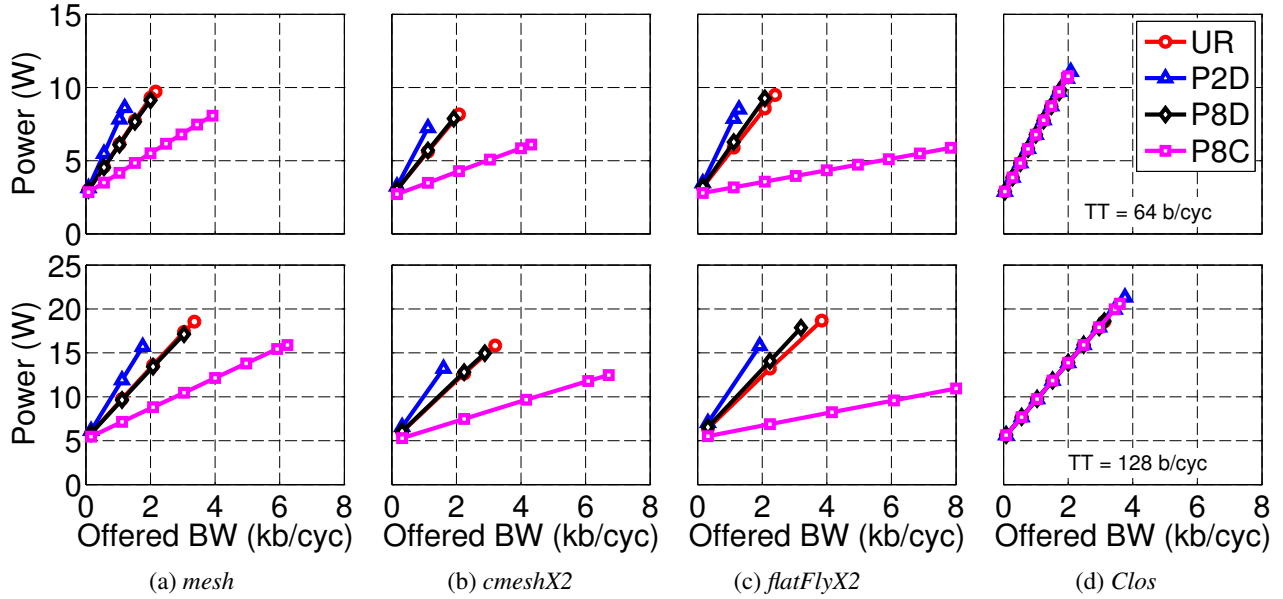 15
10
5
0
Power (W)
UR
P2D
P8D
P8C
TT = 64 b/cyc
25
20
15
10
5
0
Power (W)
TT = 128 b/cyc
0 2 4 6 8
0 2 4 6 8
0 2 4 6 8
0 2 4 6 8
Offered BW (kb/cyc)
Offered BW (kb/cyc)
Offered BW (kb/cyc)
Offered BW (kb/cyc)
(a) mesh
(b) cmeshX2
(c) flatFlyX2
(d) Clos